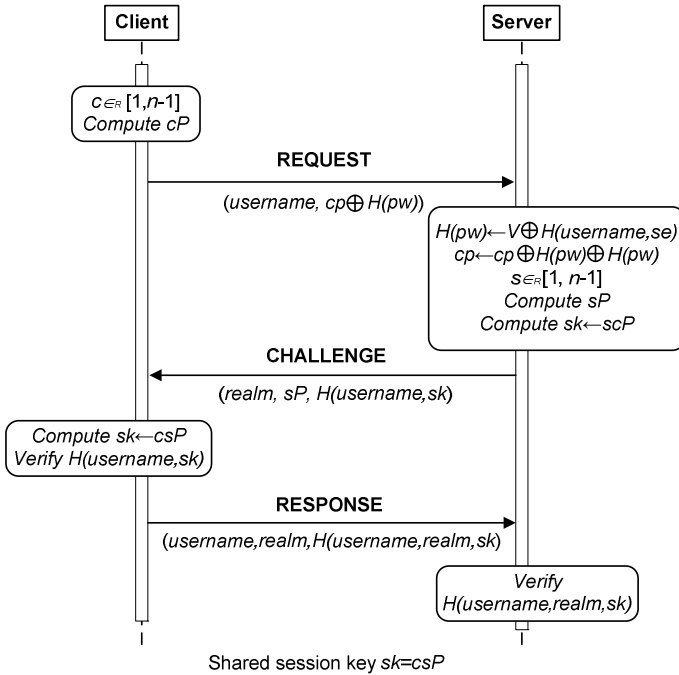 Client
Server
c∈R [1,n-1]
Compute cP
REQUEST
(username, cp⊕H(pw))
H(pw)←V⊕H(username,se)
cp←cp⊕H(pw)⊕H(pw)
s∈R[1, n-1]
Compute sP
Compute sk←scP
CHALLENGE
(realm, sP, H(username,sk)
Compute sk←csP
Verify H(username,sk)
RESPONSE
(username,realm,H(username,realm,sk)
Verify
H(username,realm,sk)
Shared session key sk=csP